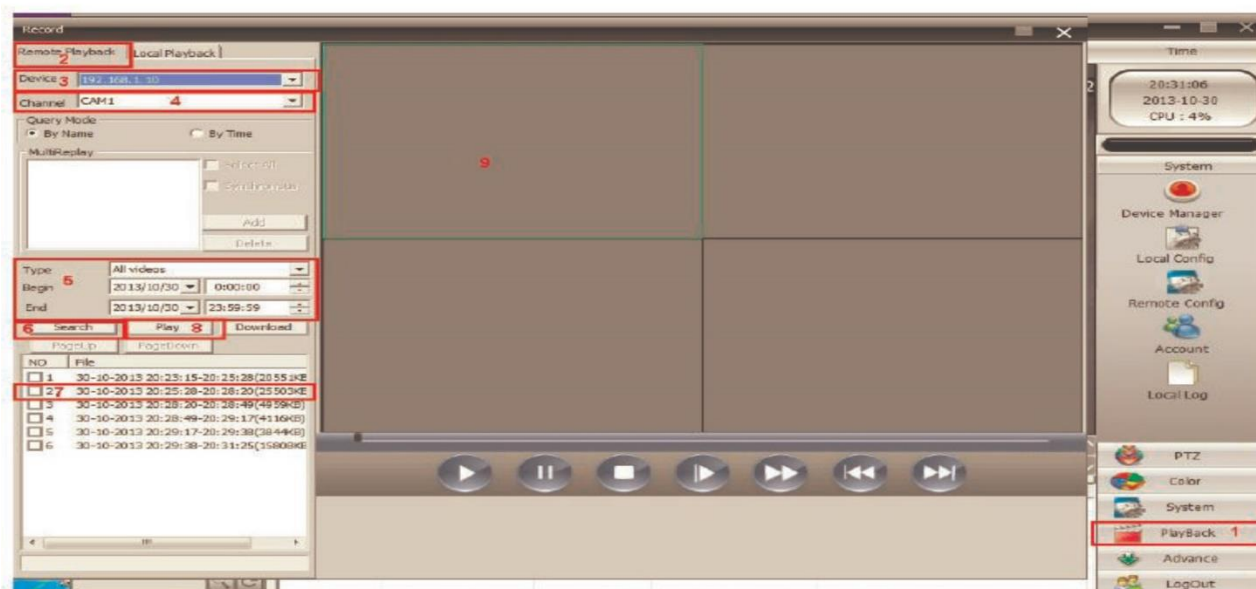 Record
Remote Playback Local Playback
2
Device 3 192.168.1.10
Channel CAM1 4
Query Mode
By Name By Time
MultiReplay
Select All
Synchronous
Add
Delete
Type All videos
5
Begin 2013/10/30 0:00:00
End 2013/10/30 23:59:59
6 Search Play 8 Download
PageUp PageDown
NO File
1 30-10-2013 20:23:15-20:25:28(20551KB
2 7 30-10-2013 20:25:28-20:28:20(25503KB
3 30-10-2013 20:28:20-20:28:49(4959KB)
4 30-10-2013 20:28:49-20:29:17(4116KB)
5 30-10-2013 20:29:17-20:29:38(3844KB)
6 30-10-2013 20:29:38-20:31:25(15808KB
9
Time
20:31:06
2013-10-30
CPU : 4%
System
Device Manager
Local Config
Remote Config
Account
Local Log
PTZ
Color
System
PlayBack 1
Advance
LogOut